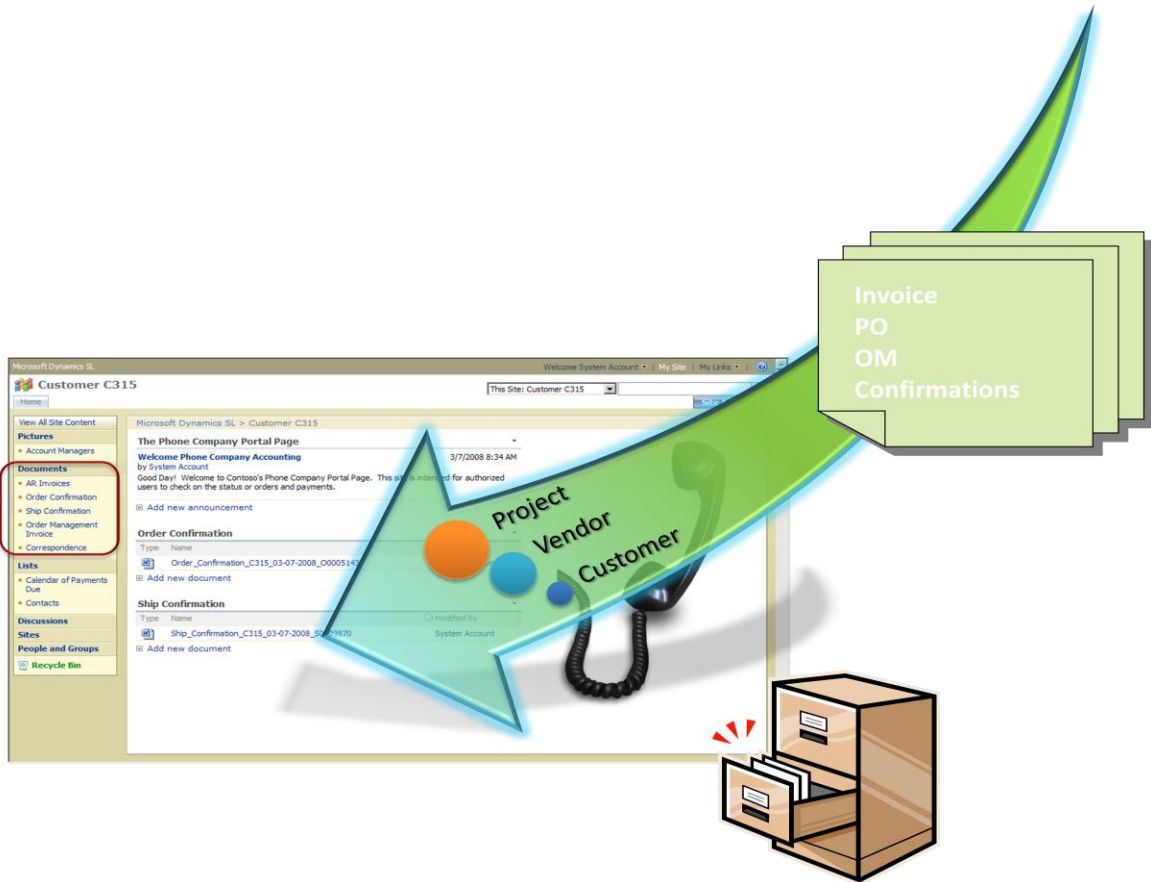 Invoice
PO
OM
Confirmations
Microsoft Dynamics SL
Welcome System Account | My Site | My Links
Customer C315
This Site: Customer C315
Home
View All Site Content
Pictures
Account Managers
Documents
AR Invoices
Order Confirmation
Ship Confirmation
Order Management
Invoice
Correspondence
Lists
Calendar of Payments
Due
Contacts
Discussions
Sites
People and Groups
Recycle Bin
Microsoft Dynamics SL > Customer C315
The Phone Company Portal Page
Welcome Phone Company Accounting
3/7/2008 8:34 AM
by System Account
Good Day! Welcome to Contoso's Phone Company Portal Page. This site is intended for authorized
users to check on the status or orders and payments.
Add new announcement
Order Confirmation
Type Name
Order_Confirmation_C315_03-07-2008_O0005143
Add new document
Ship Confirmation
Type Name Modified By
Ship_Confirmation_C315_03-07-2008_ System Account
Add new document
Project
Vendor
Customer